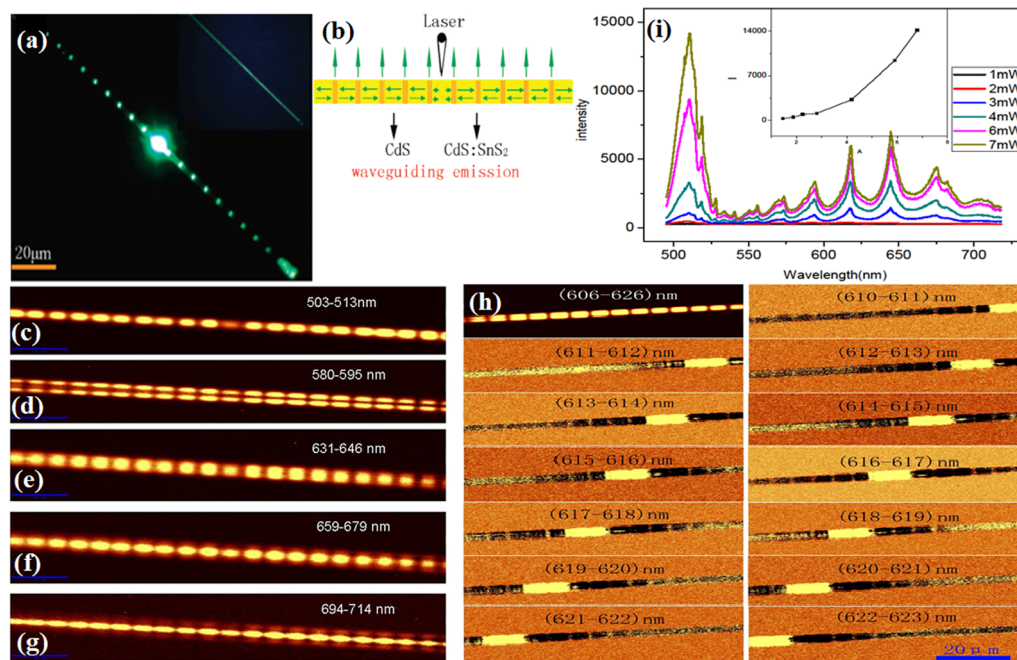 (a)
20μm
(b)
Laser
CdS
CdS:SnS₂
waveguiding emission
(c)
503-513nm
(d)
580-595 nm
(e)
631-646 nm
(f)
659-679 nm
(g)
694-714 nm
(h)
(606-626) nm
(610-611) nm
(611-612) nm
(612-613) nm
(613-614) nm
(614-615) nm
(615-616) nm
(616-617) nm
(617-618) nm
(618-619) nm
(619-620) nm
(620-621) nm
(621-622) nm
(622-623) nm
20 μm
(i)
intensity
15000
10000
5000
0
500
550
600
650
700
Wavelength(nm)
I
14000
7000
0
2
4
6
8
A
1mW
2mW
3mW
4mW
6mW
7mW